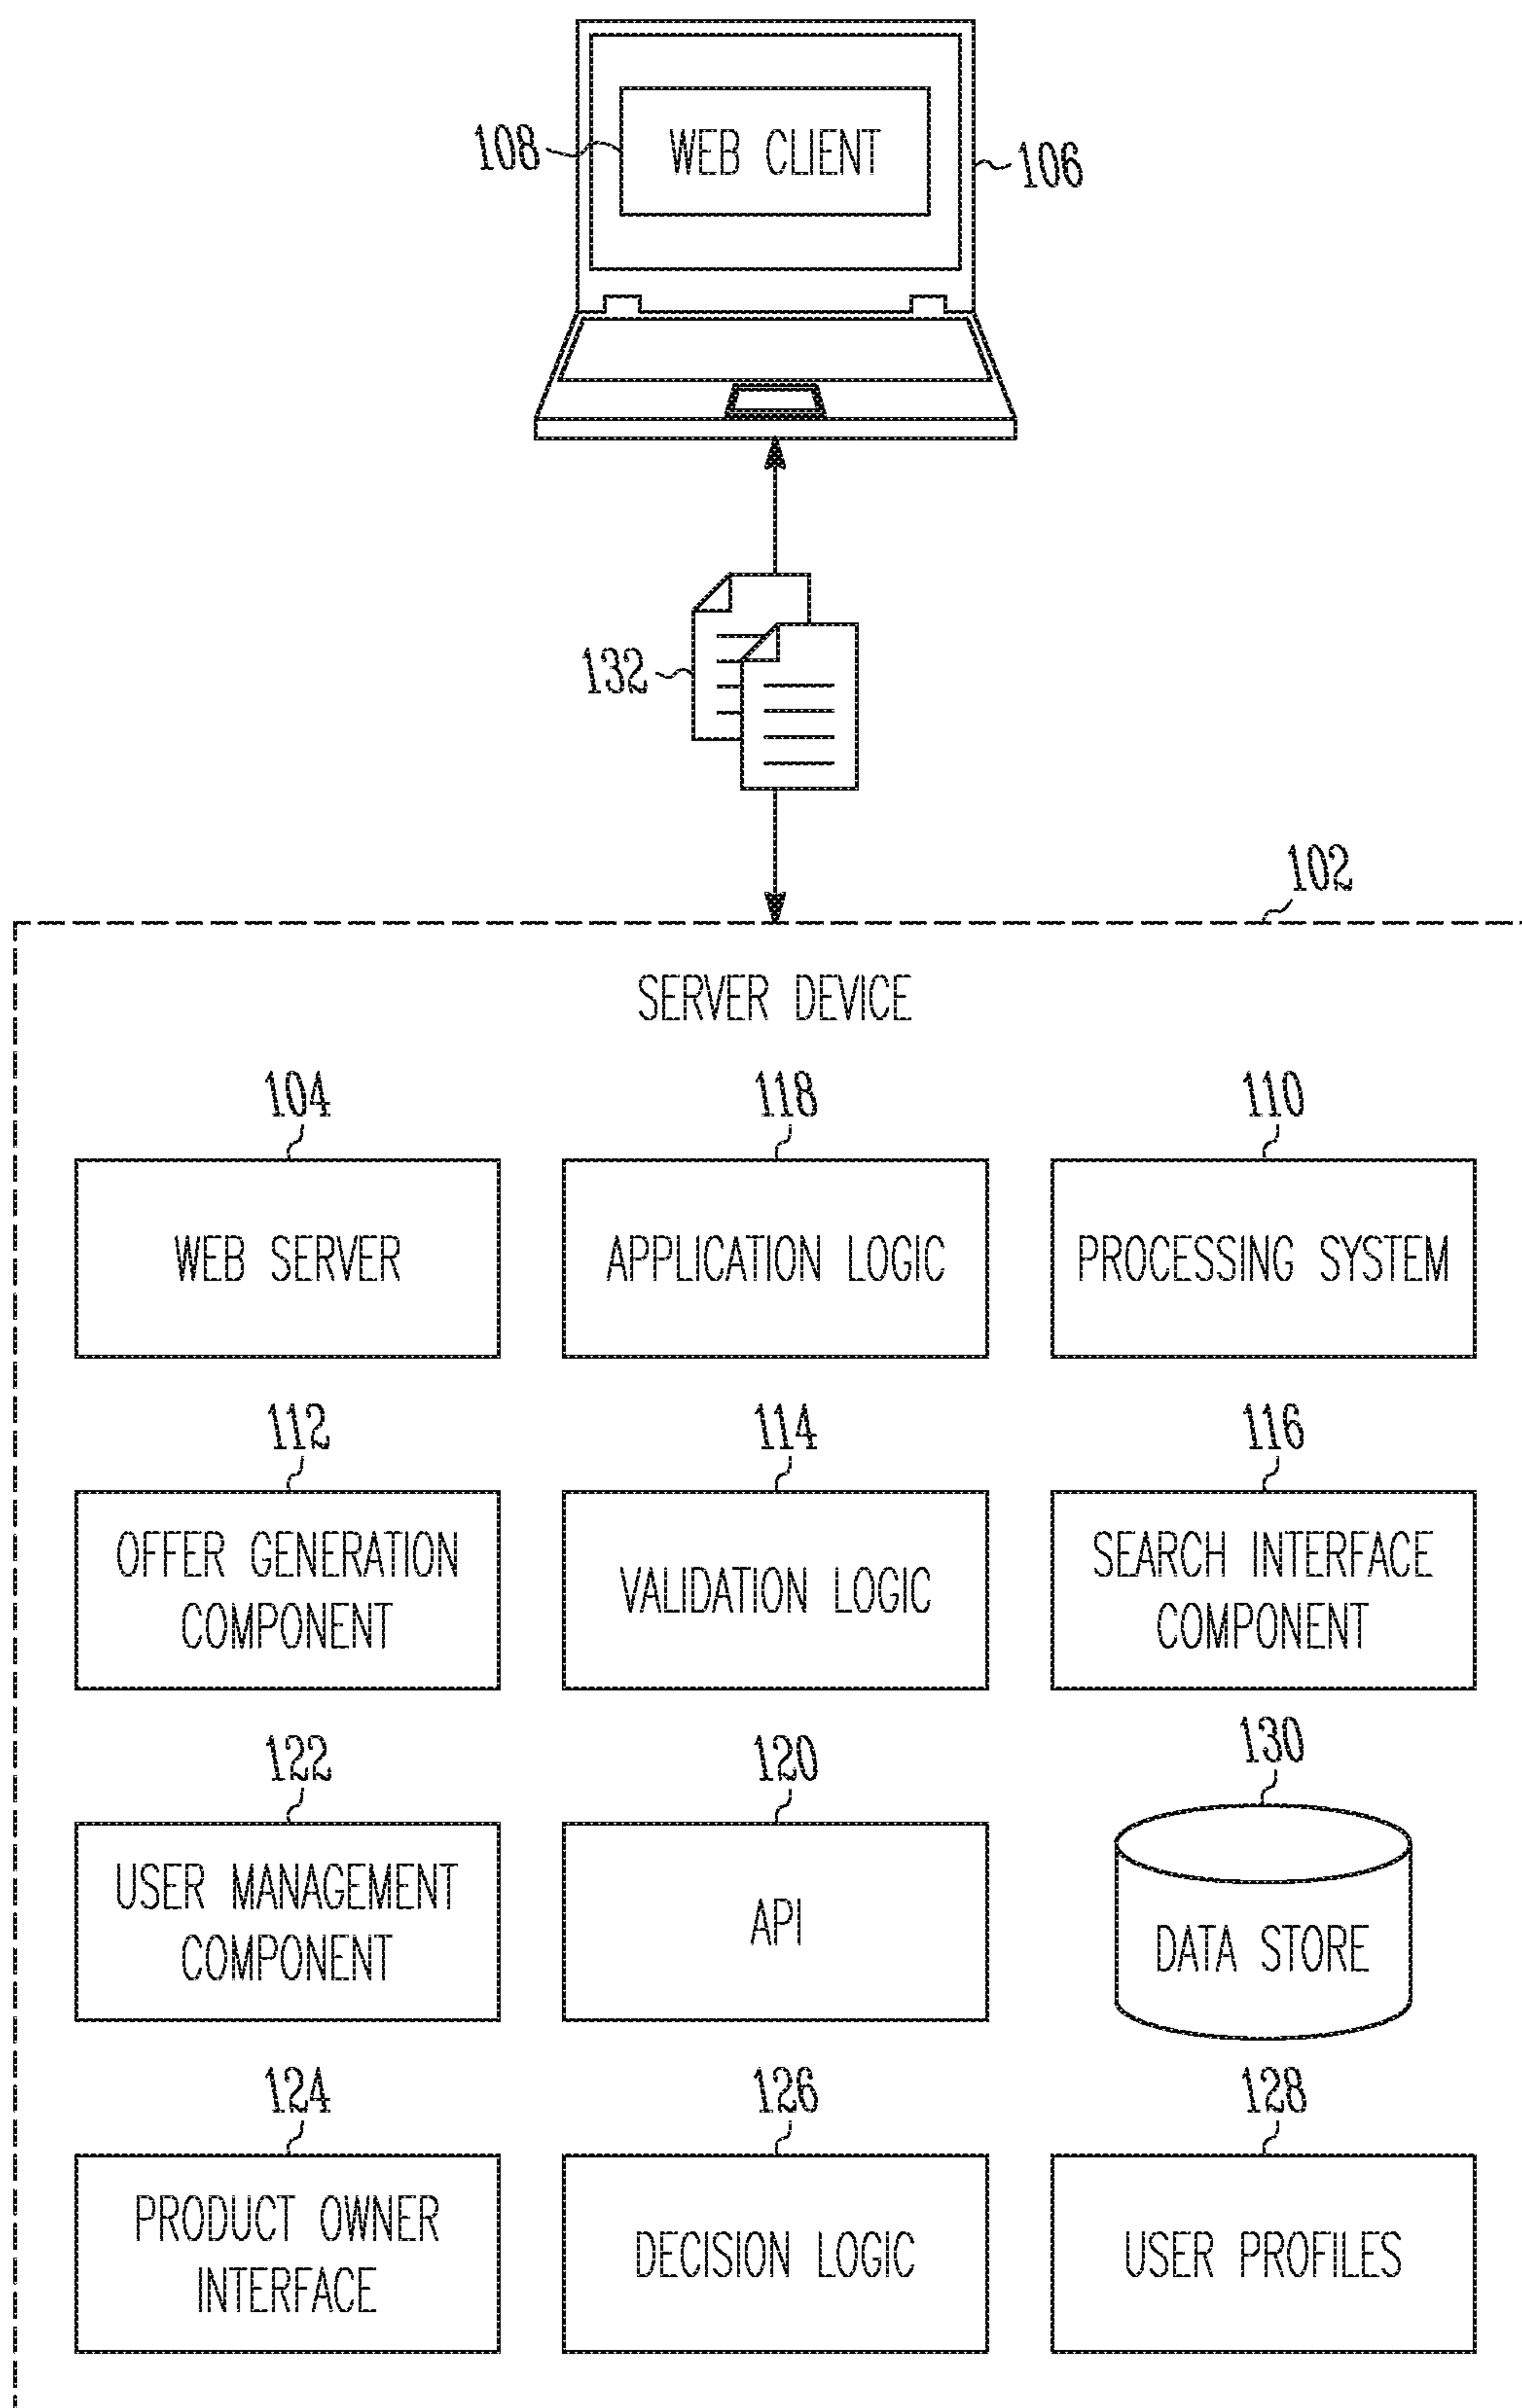 108
WEB CLIENT
106
132
102
SERVER DEVICE
104
118
110
WEB SERVER
APPLICATION LOGIC
PROCESSING SYSTEM
112
114
116
OFFER GENERATION
COMPONENT
VALIDATION LOGIC
SEARCH INTERFACE
COMPONENT
122
120
130
USER MANAGEMENT
COMPONENT
API
DATA STORE
124
126
128
PRODUCT OWNER
INTERFACE
DECISION LOGIC
USER PROFILES